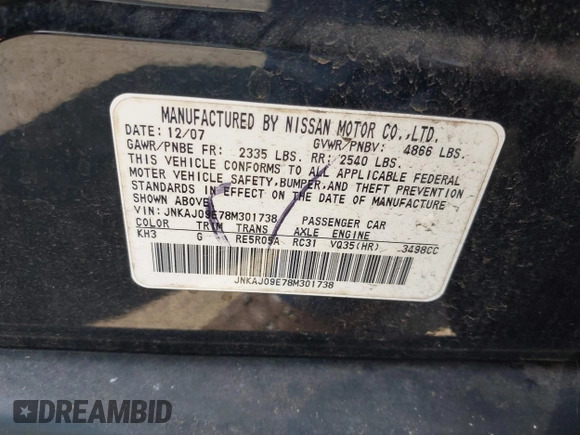 MANUFACTURED BY NISSAN MOTOR CO.,LTD.
DATE: 12/07 GVWR/PNBV: 4866 LBS.
GAWR/PNBE FR: 2335 LBS. RR: 2540 LBS.
THIS VEHICLE CONFORMS TO ALL APPLICABLE FEDERAL
MOTOR VEHICLE SAFETY, BUMPER, AND THEFT PREVENTION
STANDARDS IN EFFECT ON THE DATE OF MANUFACTURE
SHOWN ABOVE.
VIN: JNKAJ09E78M301738 PASSENGER CAR
COLOR TRIM TRANS AXLE ENGINE
KH3 G RE5R05A RC31 VQ35(HR) 3498CC
JNKAJ09E78M301738
DREAMBID